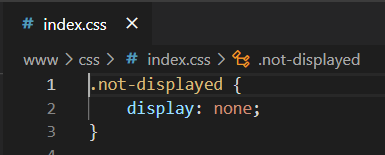 # index.css ×
www > css > # index.css > .not-displayed
1 .not-displayed {
2 display: none;
3 }